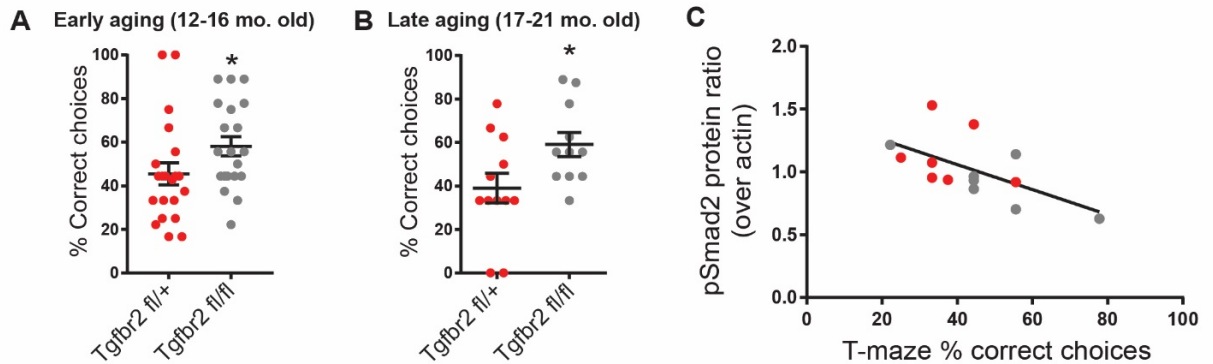 A Early aging (12-16 mo. old)
% Correct choices
100
80
60
40
20
0
*
Tgfbr2 fl/+
Tgfbr2 fl/fl
B Late aging (17-21 mo. old)
% Correct choices
100
80
60
40
20
0
*
Tgfbr2 fl/+
Tgfbr2 fl/fl
C
pSmad2 protein ratio
(over actin)
2.0
1.5
1.0
0.5
0.0
0 20 40 60 80 100
T-maze % correct choices